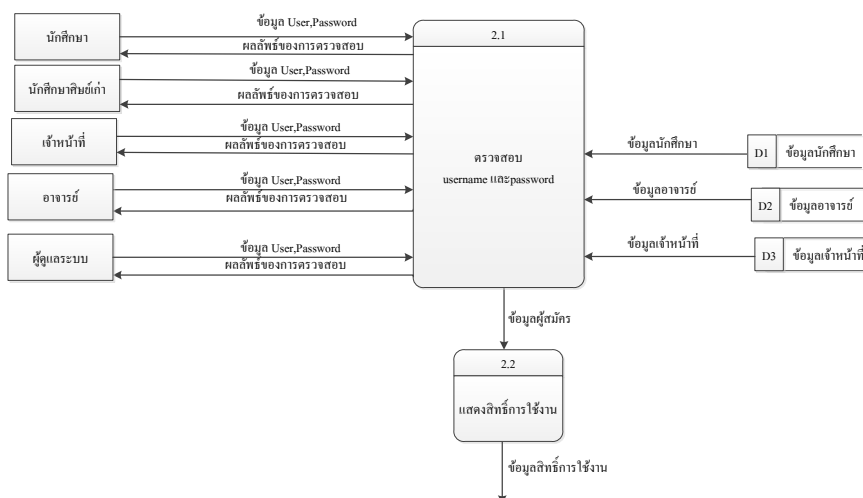 นักศึกษา
ข้อมูล User,Password
ผลลัพธ์ของการตรวจสอบ
นักศึกษาศิษย์เก่า
ข้อมูล User,Password
ผลลัพธ์ของการตรวจสอบ
เจ้าหน้าที่
ข้อมูล User,Password
ผลลัพธ์ของการตรวจสอบ
อาจารย์
ข้อมูล User,Password
ผลลัพธ์ของการตรวจสอบ
ผู้ดูแลระบบ
ข้อมูล User,Password
ผลลัพธ์ของการตรวจสอบ
2.1
ตรวจสอบ
username และpassword
ข้อมูลนักศึกษา
D1 ข้อมูลนักศึกษา
ข้อมูลอาจารย์
D2 ข้อมูลอาจารย์
ข้อมูลเจ้าหน้าที่
D3 ข้อมูลเจ้าหน้าที่
ข้อมูลผู้สมัคร
2.2
แสดงสิทธิ์การใช้งาน
ข้อมูลสิทธิ์การใช้งาน